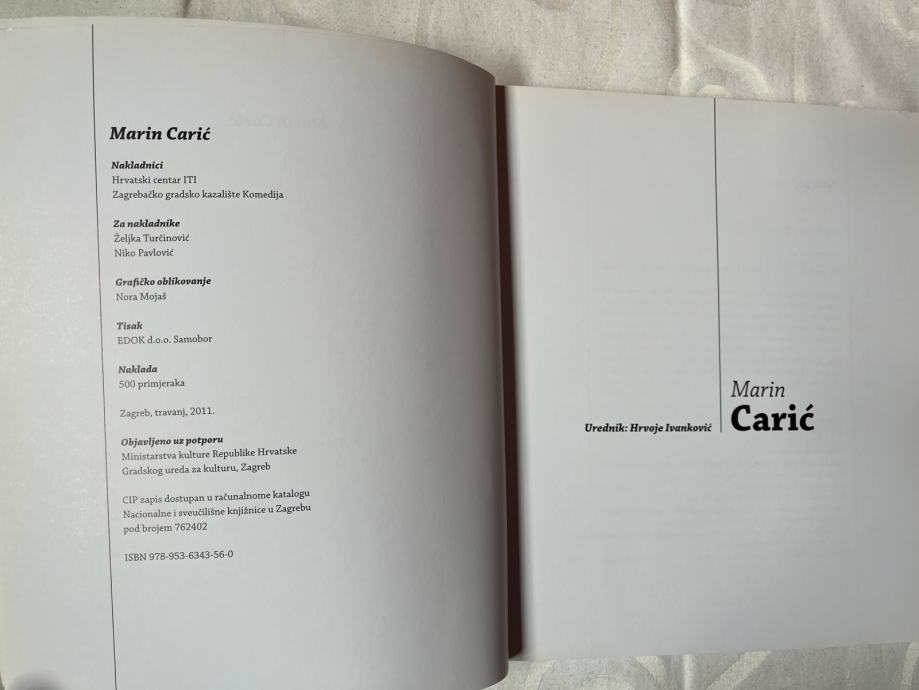 Marin Carić
Nakladnici
Hrvatski centar ITI
Zagrebačko gradsko kazalište Komedija
Za nakladnike
Željka Turčinović
Niko Pavlović
Grafičko oblikovanje
Nora Mojaš
Tisak
EDOK d.o.o. Samobor
Naklada
500 primjeraka
Zagreb, travanj, 2011.
Objavljeno uz potporu
Ministarstva kulture Republike Hrvatske
Gradskog ureda za kulturu, Zagreb
CIP zapis dostupan u računalnome katalogu
Nacionalne i sveučilišne knjižnice u Zagrebu
pod brojem 762402
ISBN 978-953-6343-56-0
Urednik: Hrvoje Ivanković
Marin
Carić